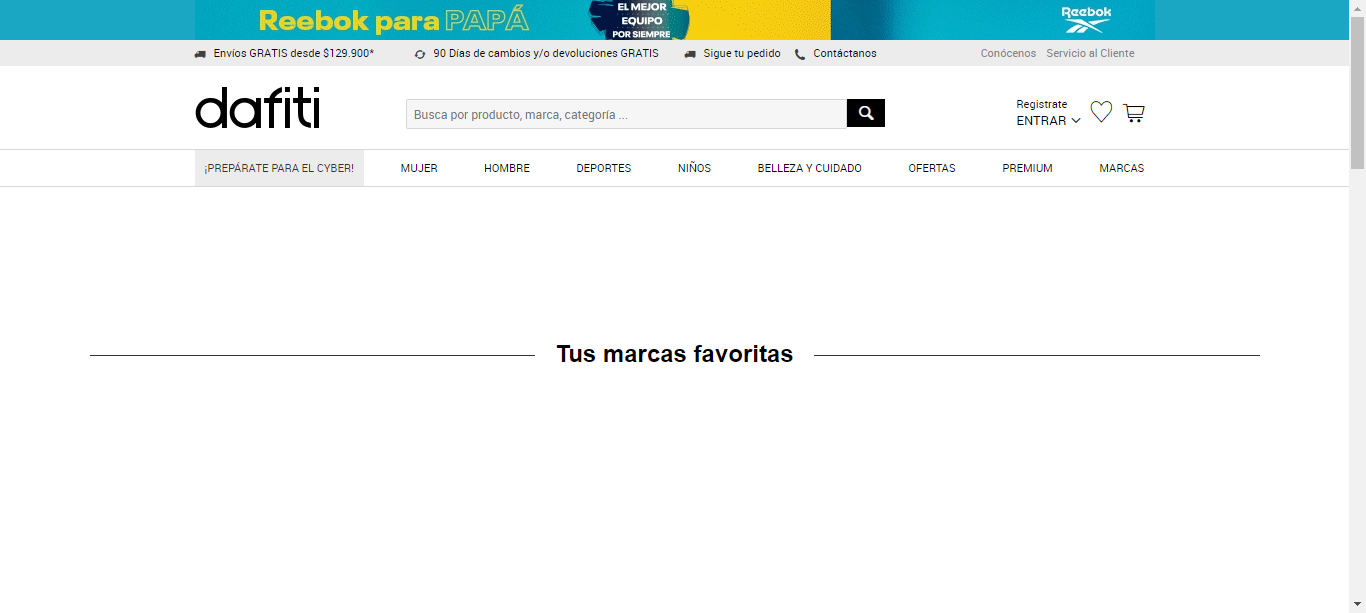 Reebok para PAPÁ
EL MEJOR
EQUIPO
POR SIEMPRE
Reebok
Envíos GRATIS desde $129.900*
90 Días de cambios y/o devoluciones GRATIS
Sigue tu pedido
Contáctanos
Conócenos
Servicio al Cliente
dafiti
Busca por producto, marca, categoría ...
Registrate
ENTRAR
¡PREPÁRATE PARA EL CYBER!
MUJER
HOMBRE
DEPORTES
NIÑOS
BELLEZA Y CUIDADO
OFERTAS
PREMIUM
MARCAS
Tus marcas favoritas